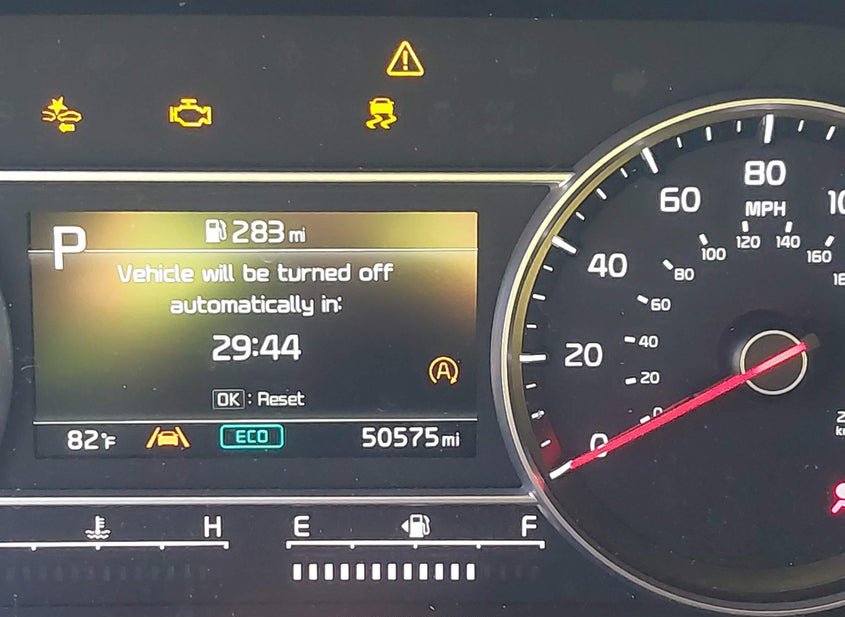 P
283 mi
Vehicle will be turned off
automatically in:
29:44
A
OK : Reset
82°F
ECO
50575 mi
H
E
F
80
60
MPH
40
20
0
120
140
100
160
80
60
40
20
0